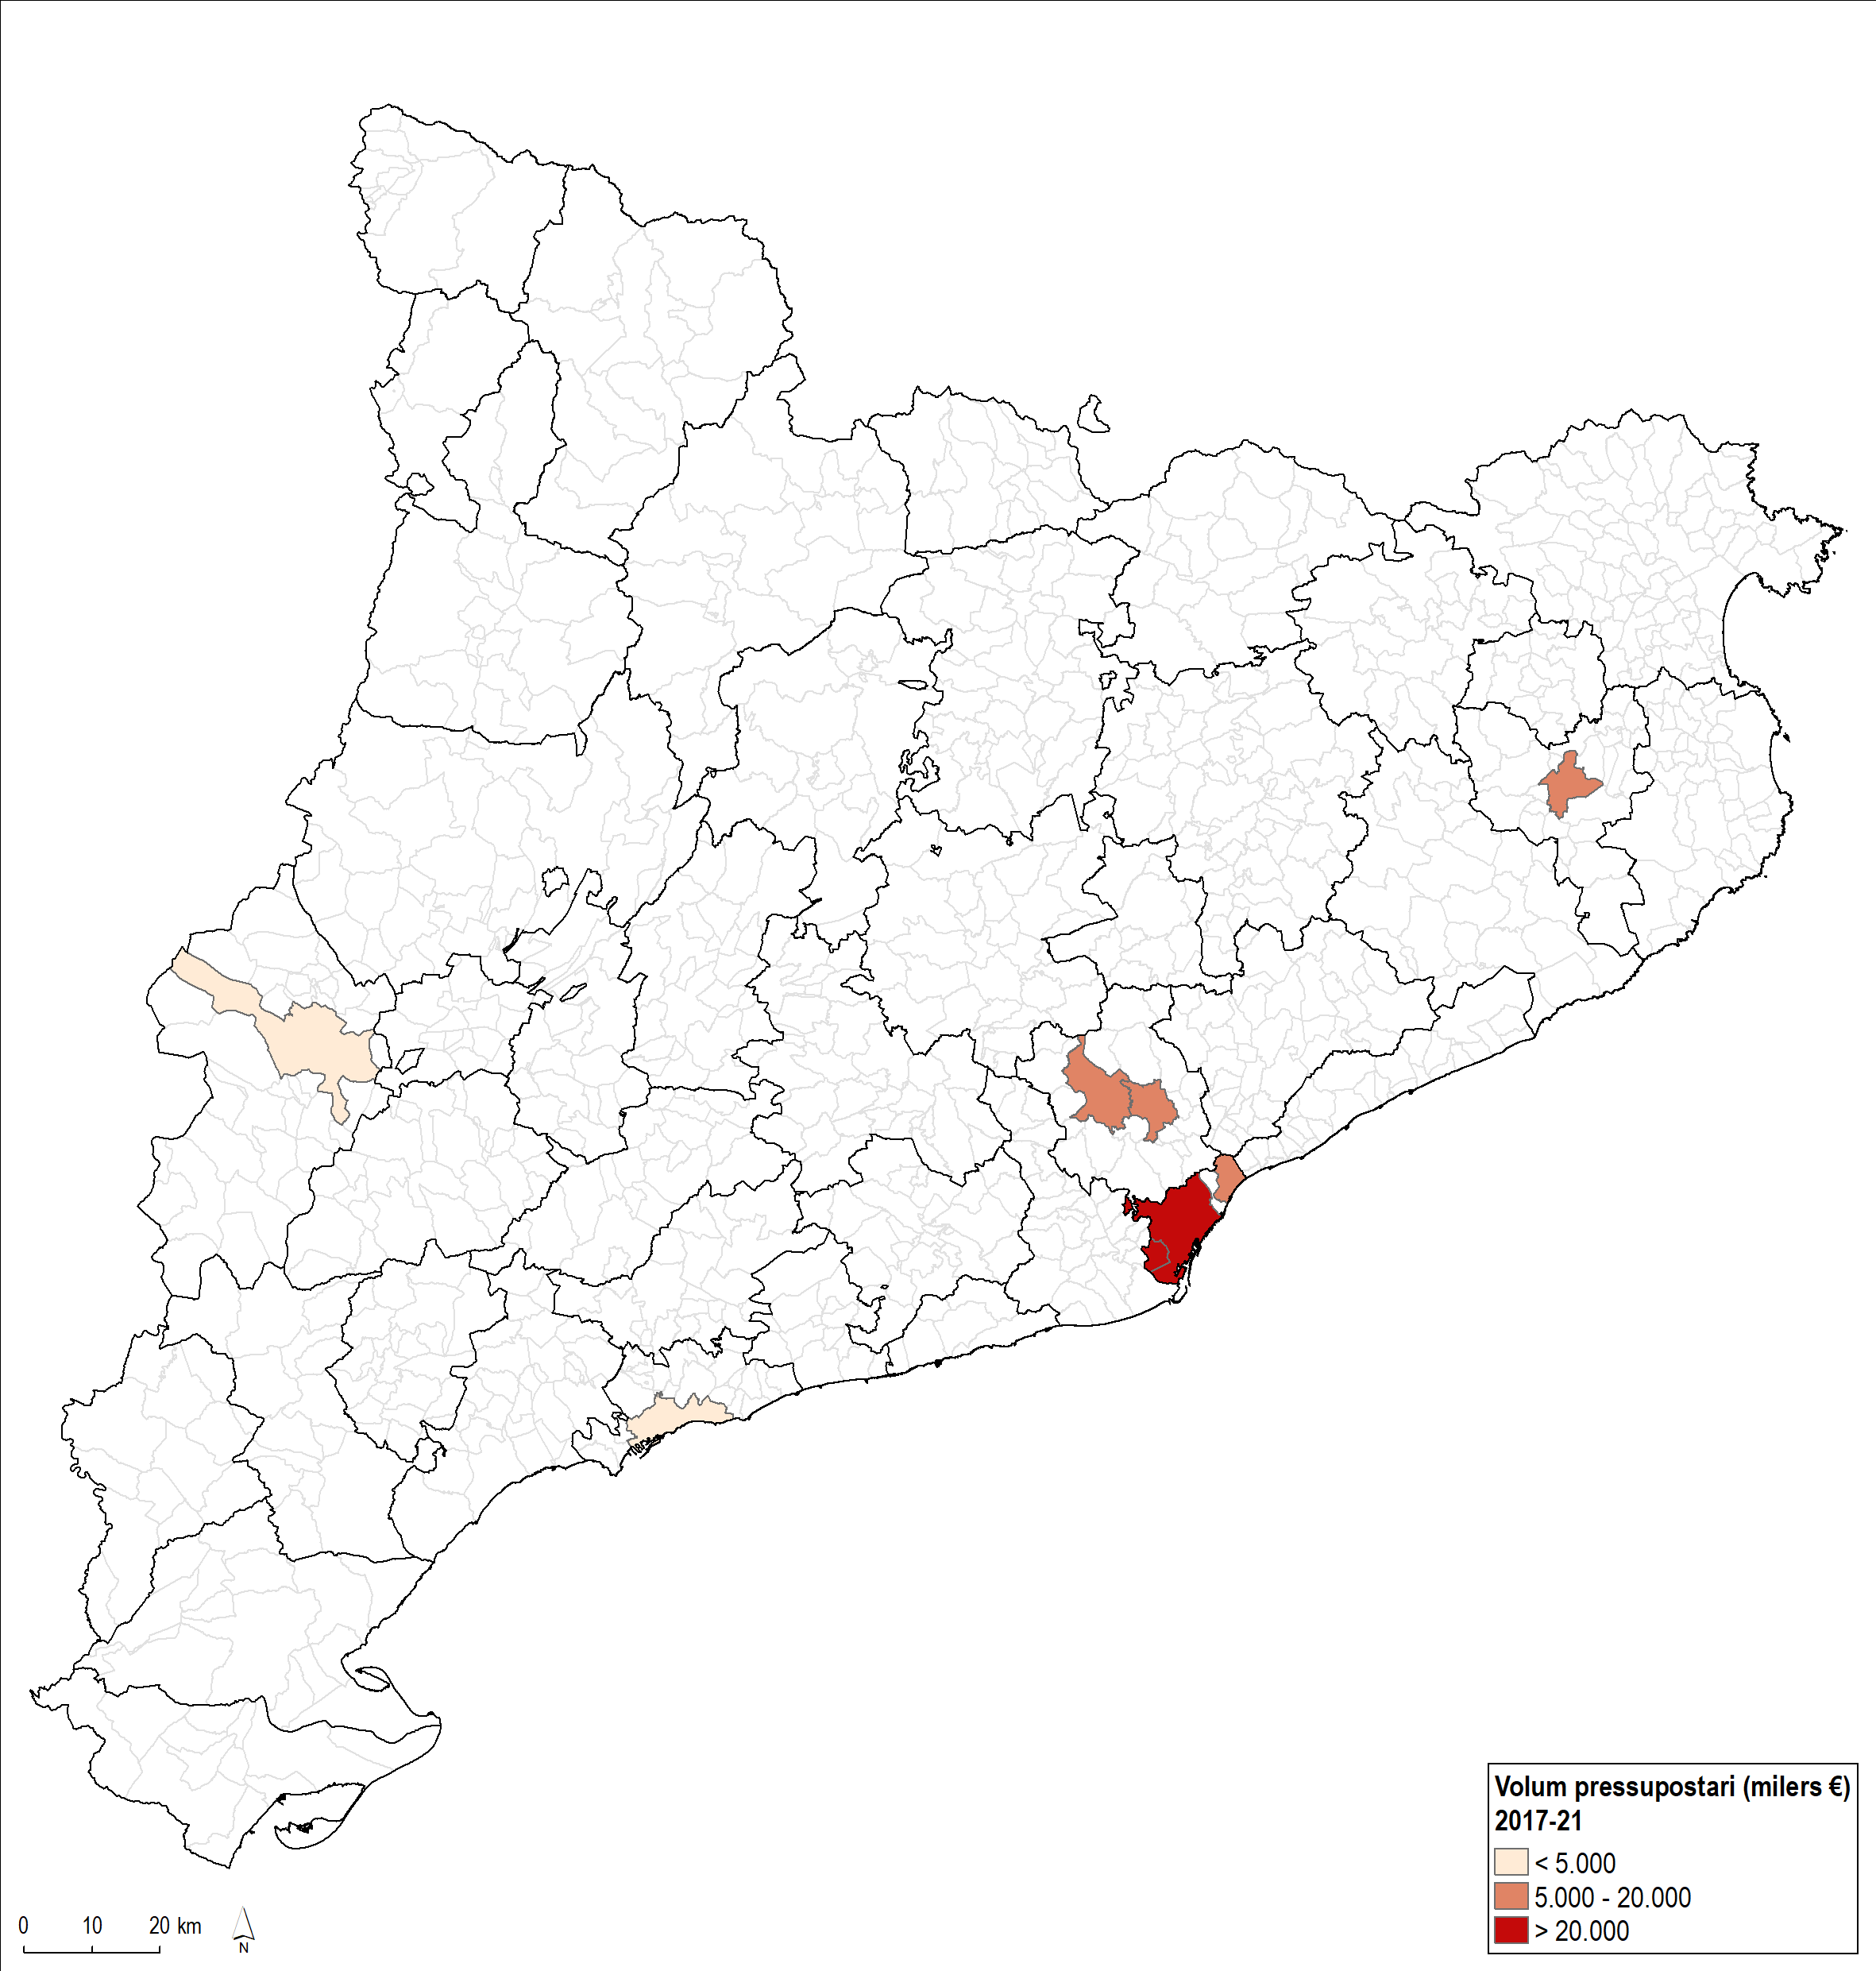 Volum pressupostari (milers €)
2017-21
< 5.000
5.000 - 20.000
> 20.000
0 10 20 km
N